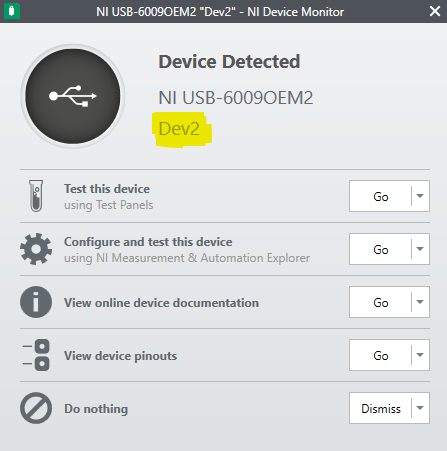 NI USB-6009OEM2 "Dev2" - NI Device Monitor
Device Detected
NI USB-6009OEM2
Dev2
Test this device
using Test Panels
Go
Configure and test this device
using NI Measurement & Automation Explorer
Go
View online device documentation
Go
View device pinouts
Go
Do nothing
Dismiss